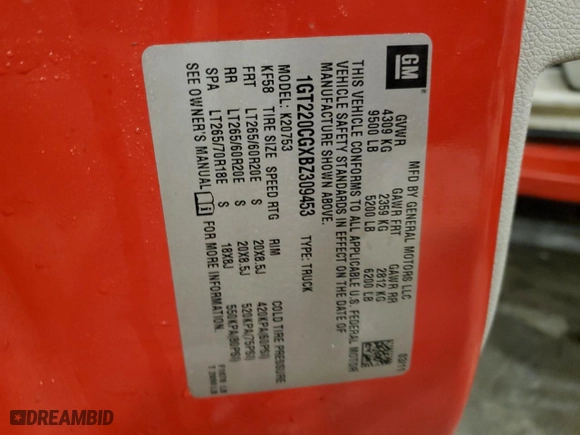 GM
MFD BY GENERAL MOTORS LLC 03/11
GVWR GAWR FRT GAWR RR
4309 KG 2359 KG 2812 KG
9500 LB 5200 LB 6200 LB
THIS VEHICLE CONFORMS TO ALL APPLICABLE U.S. FEDERAL MOTOR
VEHICLE SAFETY STANDARDS IN EFFECT ON THE DATE OF
MANUFACTURE SHOWN ABOVE.
1GT220CGXBZ309453 TYPE: TRUCK
MODEL: K20753
KF58 TIRE SIZE SPEED RTG RIM COLD TIRE PRESSURE
FRT LT265/60R20E S 20X8.5J 420KPA(60PSI)
RR LT265/60R20E S 20X8.5J 520KPA(75PSI)
SPA LT265/70R18E S 18X8J 550KPA(80PSI)
SEE OWNER'S MANUAL FOR MORE INFORMATION.
DREAMBID